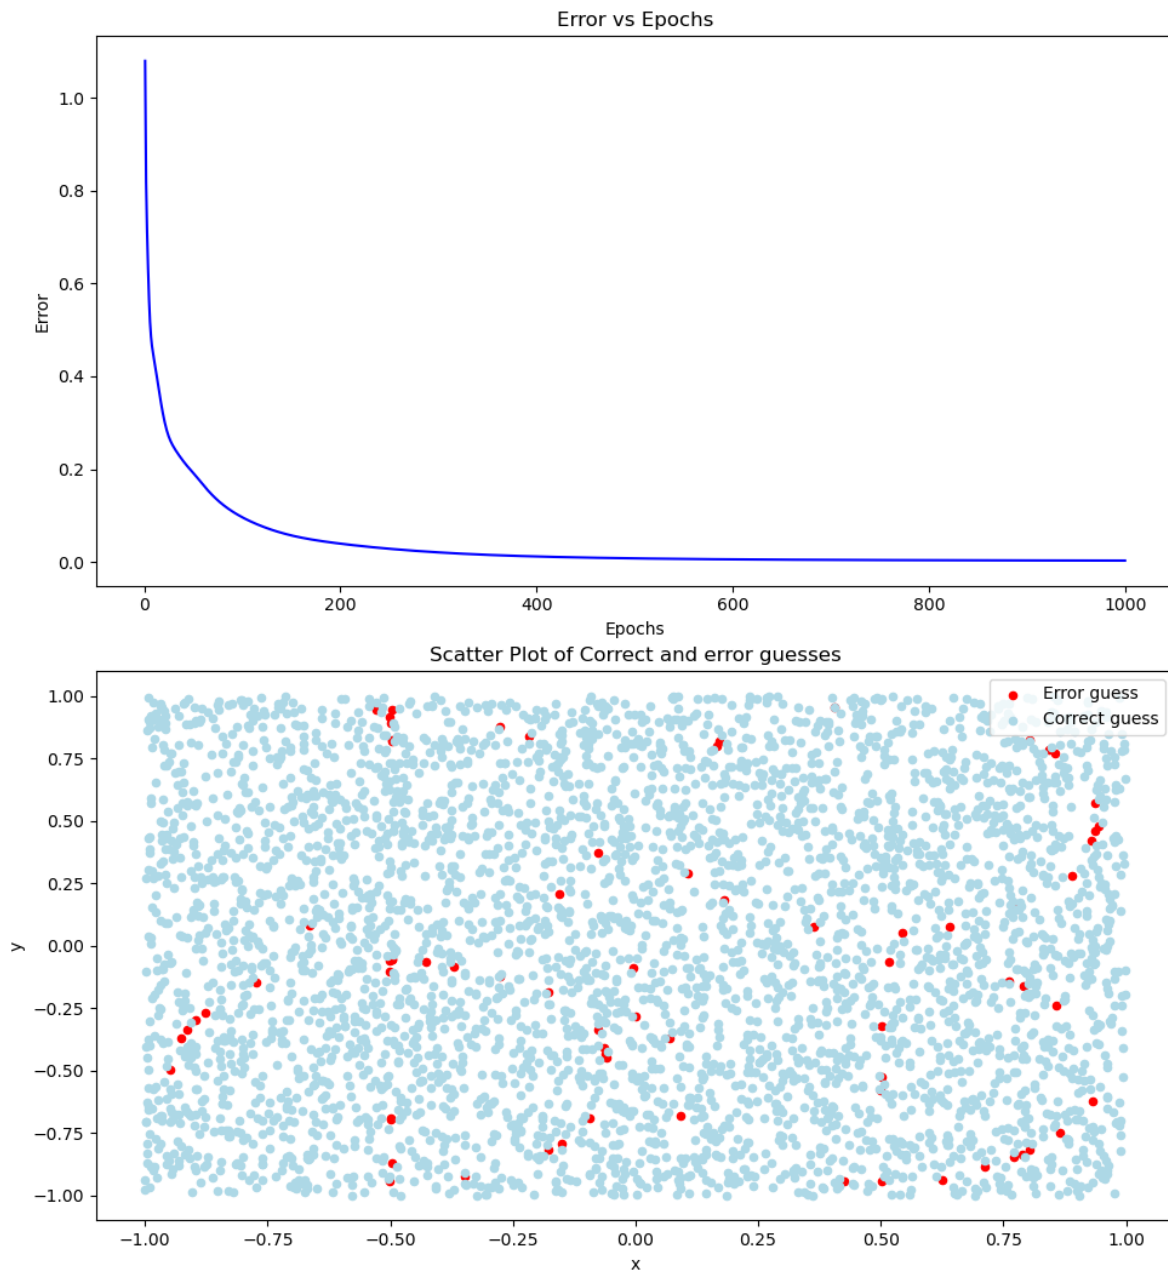 Error vs Epochs
1.0
0.8
0.6
0.4
0.2
0.0
Error
0 200 400 600 800 1000
Epochs
Scatter Plot of Correct and error guesses
Error guess
Correct guess
1.00
0.75
0.50
0.25
0.00
−0.25
−0.50
−0.75
−1.00
y
−1.00 −0.75 −0.50 −0.25 0.00 0.25 0.50 0.75 1.00
x